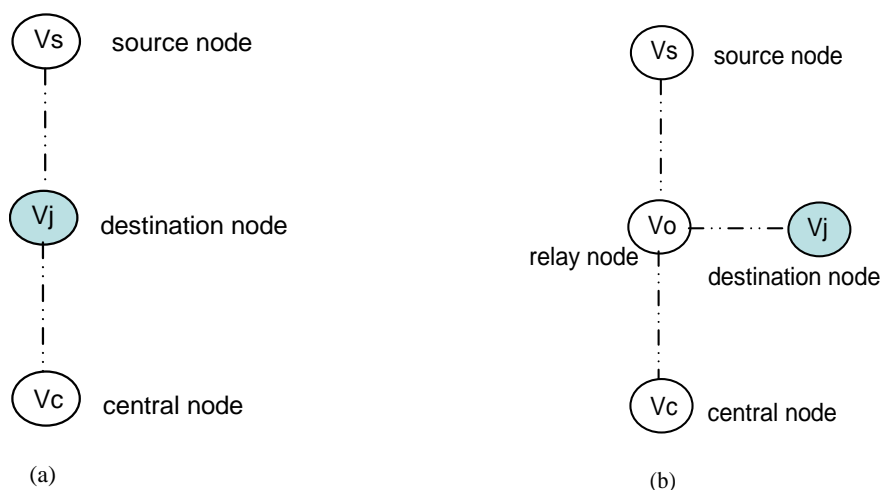 Vs source node
Vj destination node
Vc central node
(a)
Vs source node
Vo
relay node
Vj
destination node
Vc central node
(b)